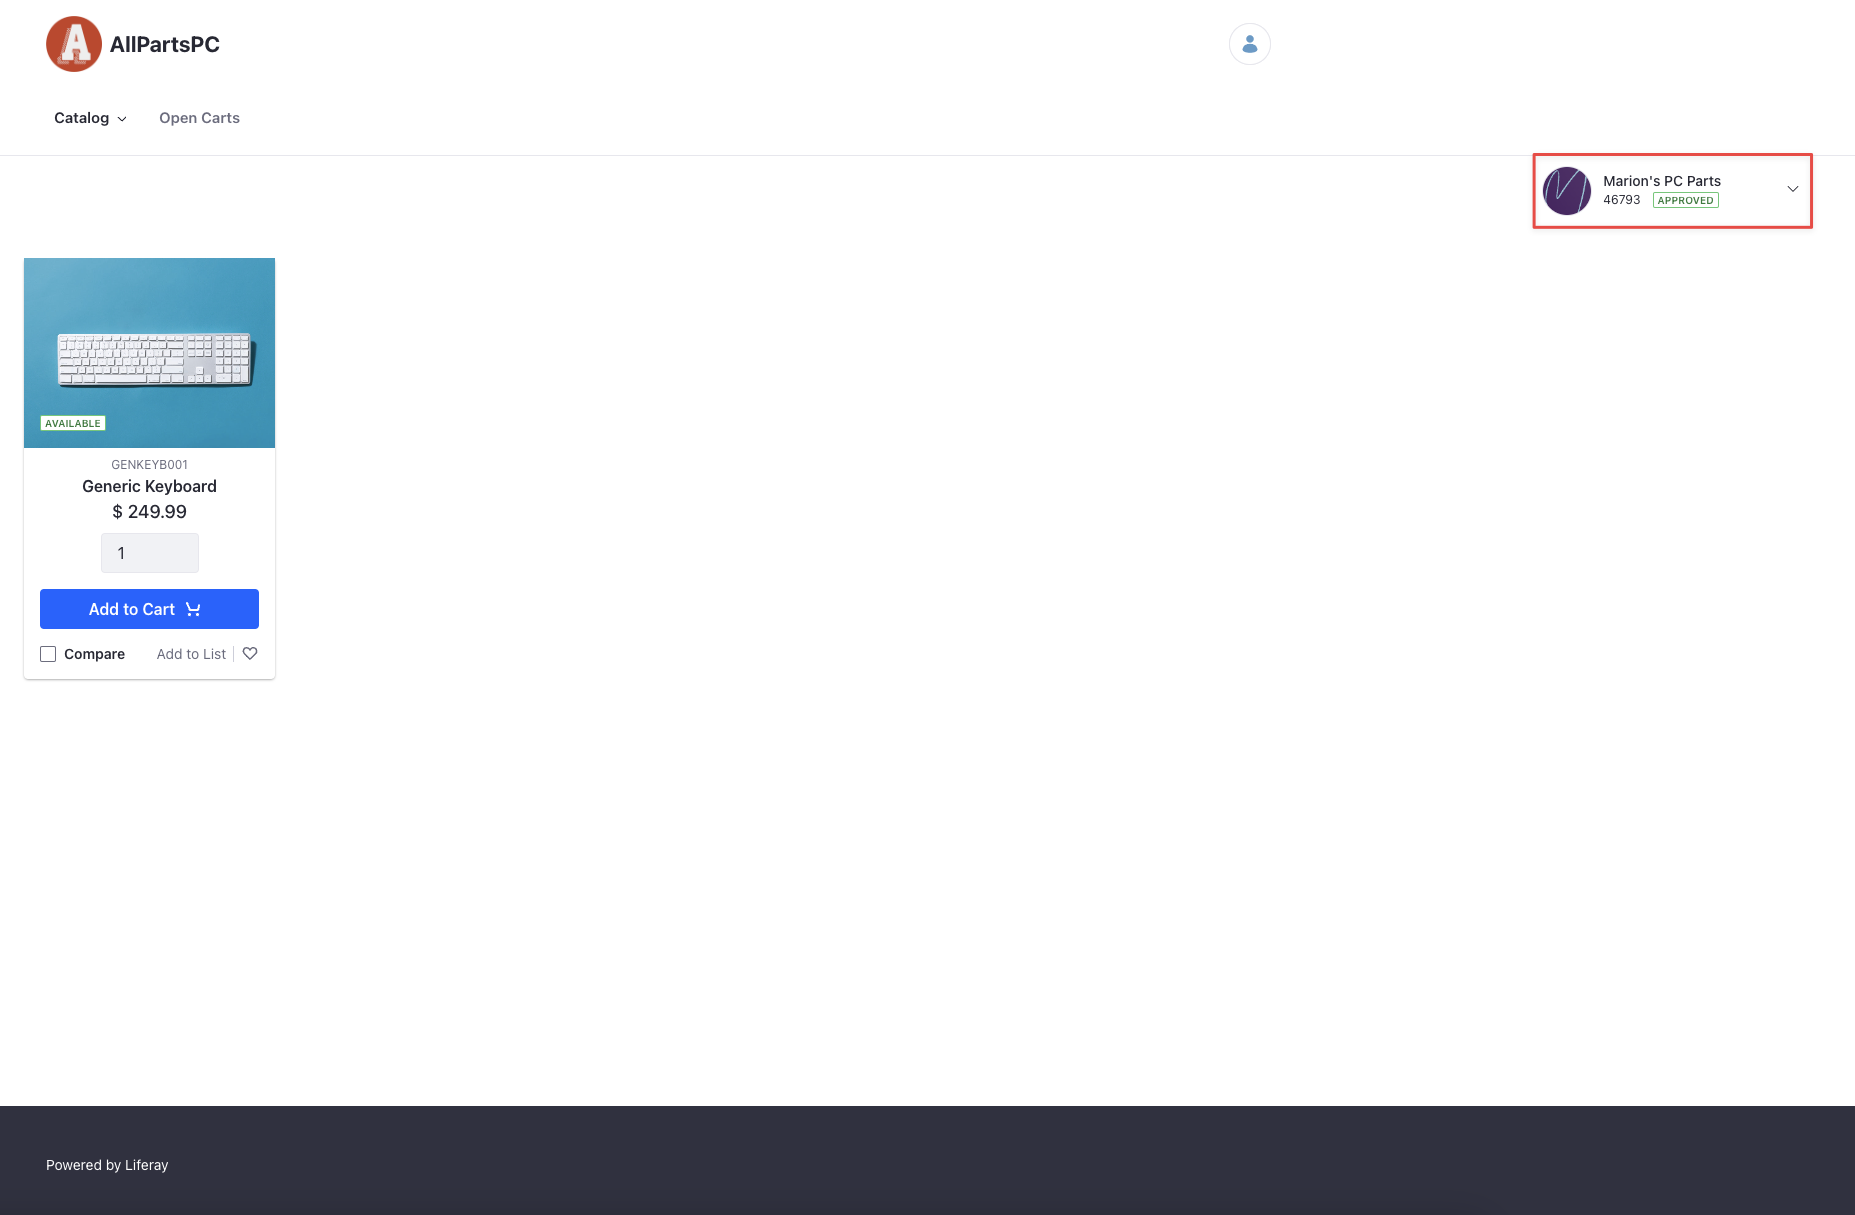 A AllPartsPC
Catalog Open Carts
Marion's PC Parts
46793 APPROVED
AVAILABLE
GENKEYB001
Generic Keyboard
$ 249.99
1
Add to Cart
Compare Add to List
Powered by Liferay